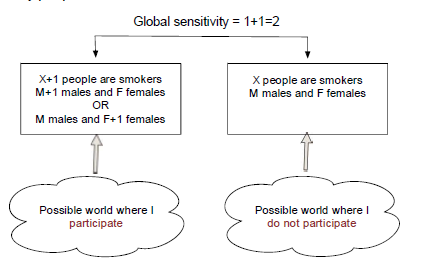 Global sensitivity = 1+1=2
X+1 people are smokers
M+1 males and F females
OR
M males and F+1 females
X people are smokers
M males and F females
Possible world where I
participate
Possible world where I
do not participate